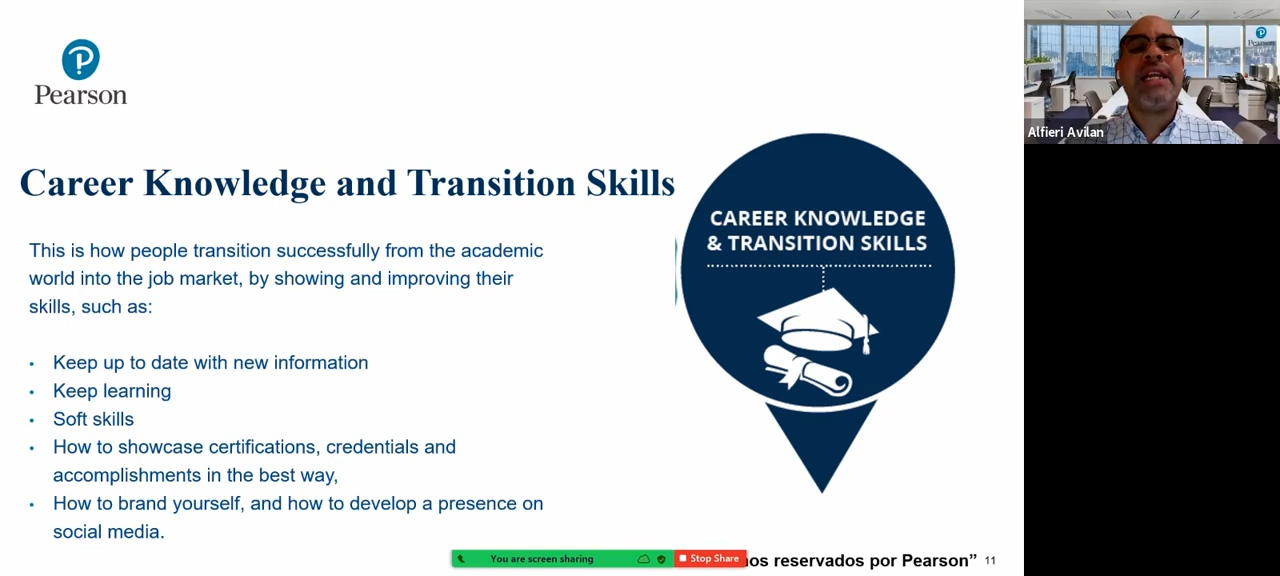 Pearson
Career Knowledge and Transition Skills
This is how people transition successfully from the academic
world into the job market, by showing and improving their
skills, such as:
• Keep up to date with new information
• Keep learning
• Soft skills
• How to showcase certifications, credentials and
accomplishments in the best way,
• How to brand yourself, and how to develop a presence on
social media.
CAREER KNOWLEDGE
& TRANSITION SKILLS
You are screen sharing
Stop Share
reservados por Pearson”
11
Pearson
Alfieri Avilan